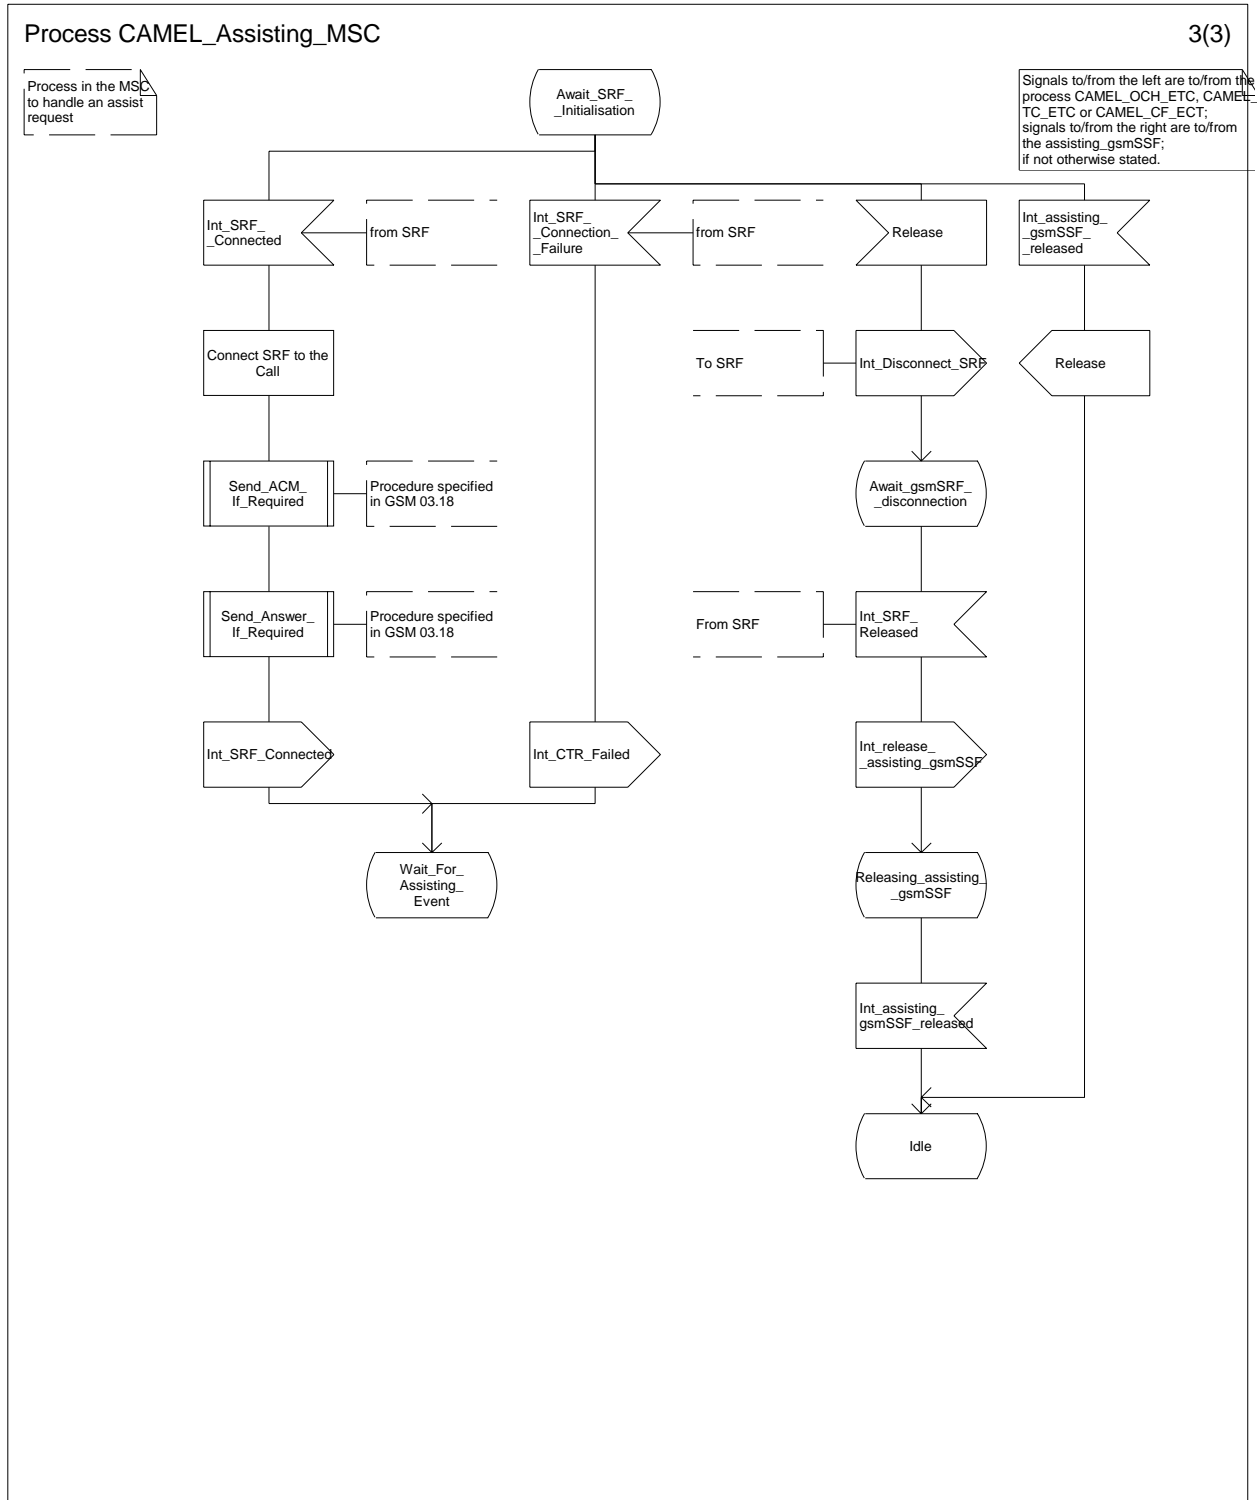 Process CAMEL_Assisting_MSC
3(3)
Process in the MSC
to handle an assist
request
Await_SRF_
_Initialisation
Signals to/from the left are to/from the
process CAMEL_OCH_ETC, CAMEL_
TC_ETC or CAMEL_CF_ECT;
signals to/from the right are to/from
the assisting_gsmSSF;
if not otherwise stated.
Int_SRF_
_Connected
from SRF
Int_SRF_
_Connection_
_Failure
from SRF
Release
Int_assisting_
_gsmSSF_
_released
Connect SRF to the
Call
To SRF
Int_Disconnect_SRF
Release
Send_ACM_
If_Required
Procedure specified
in GSM 03.18
Await_gsmSRF_
_disconnection
Send_Answer_
If_Required
Procedure specified
in GSM 03.18
From SRF
Int_SRF_
Released
Int_SRF_Connected
Int_CTR_Failed
Int_release_
_assisting_gsmSSF
Wait_For_
Assisting_
Event
Releasing_assisting_
_gsmSSF
Int_assisting_
gsmSSF_released
Idle